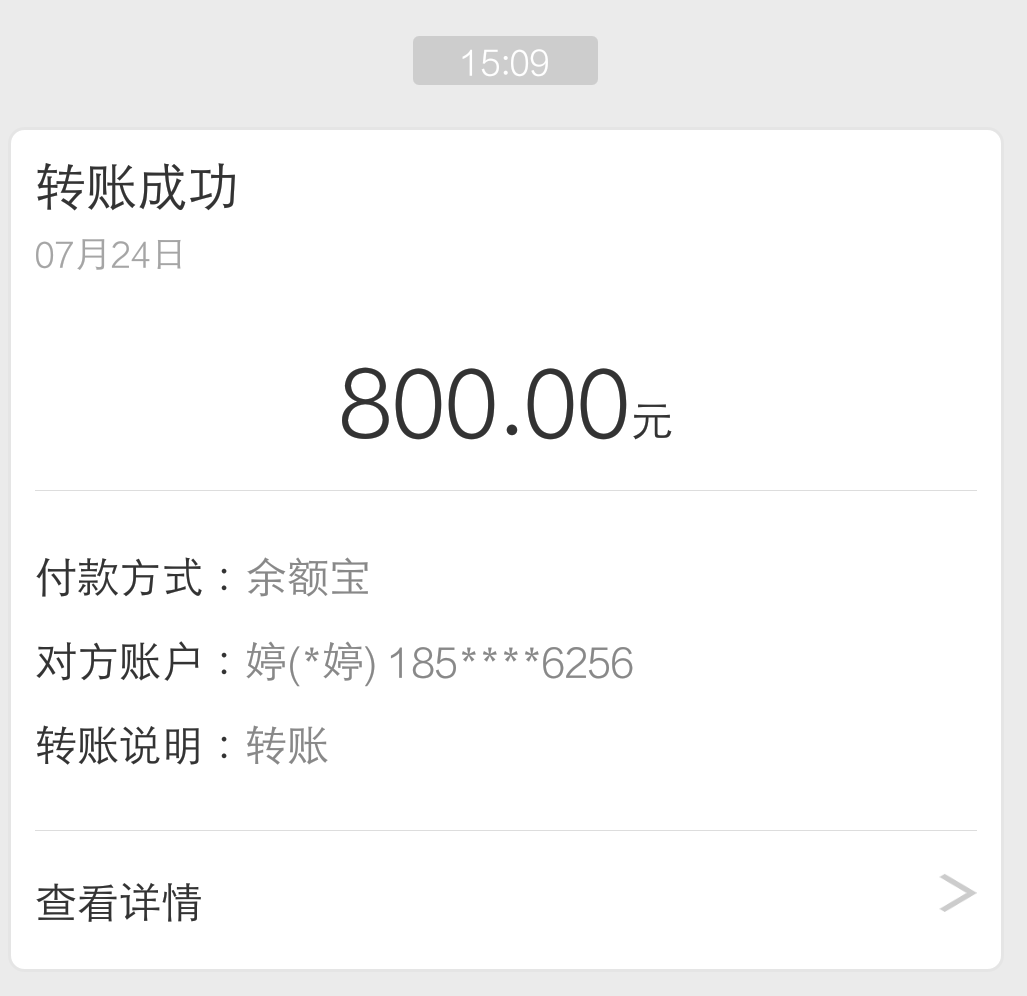 15:09
转账成功
07月24日
800.00元
付款方式：余额宝
对方账户：婷(*婷) 185****6256
转账说明：转账
查看详情